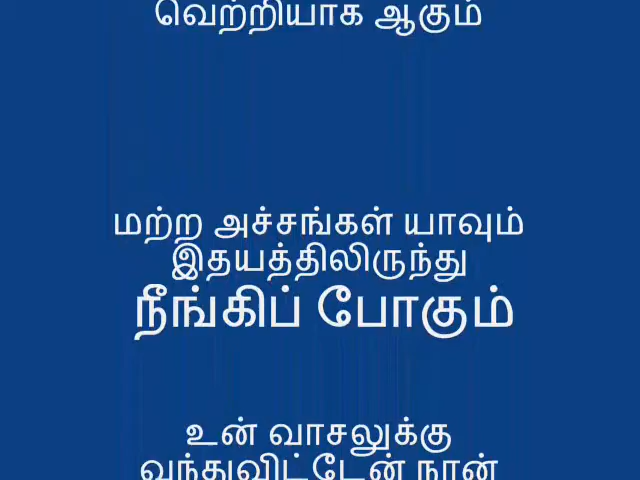 வெற்றியாக ஆகும்
மற்ற அச்சங்கள் யாவும்
இதயத்திலிருந்து
நீங்கிப் போகும்
உன் வாசலுக்கு
வந்துவிட்டேன் நான்